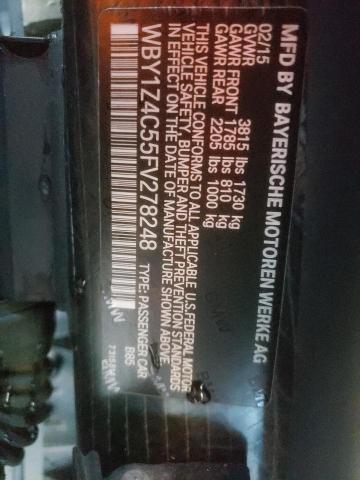 MFD BY BAYERISCHE MOTOREN WERKE AG
02/15
GVWR 3815 lbs 1730 kg
GAWR FRONT 1785 lbs 810 kg
GAWR REAR 2205 lbs 1000 kg
THIS VEHICLE CONFORMS TO ALL APPLICABLE U.S. FEDERAL MOTOR
VEHICLE SAFETY, BUMPER AND THEFT PREVENTION STANDARDS
IN EFFECT ON THE DATE OF MANUFACTURE SHOWN ABOVE.
WBY1Z4C55FV278248 TYPE: PASSENGER CAR
B85